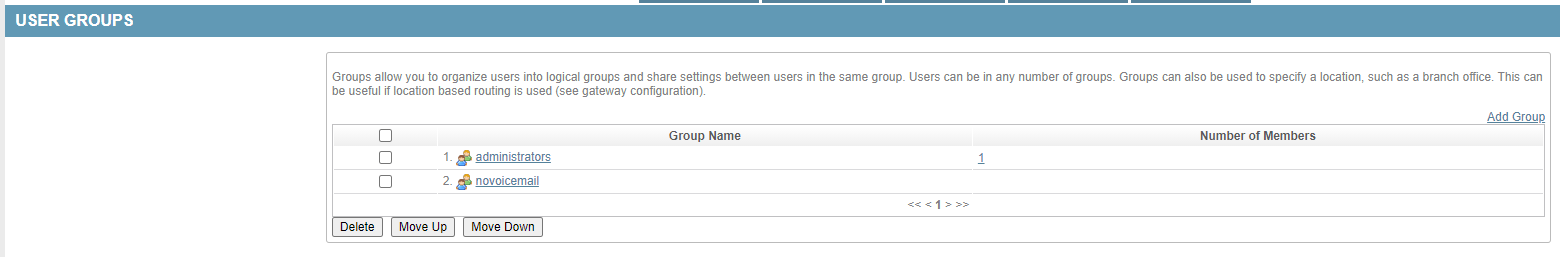 USER GROUPS
Groups allow you to organize users into logical groups and share settings between users in the same group. Users can be in any number of groups. Groups can also be used to specify a location, such as a branch office. This can
be useful if location based routing is used (see gateway configuration).
Add Group
Group Name Number of Members
1. administrators 1
2. novoicemail
<< < 1 > >>
Delete Move Up Move Down